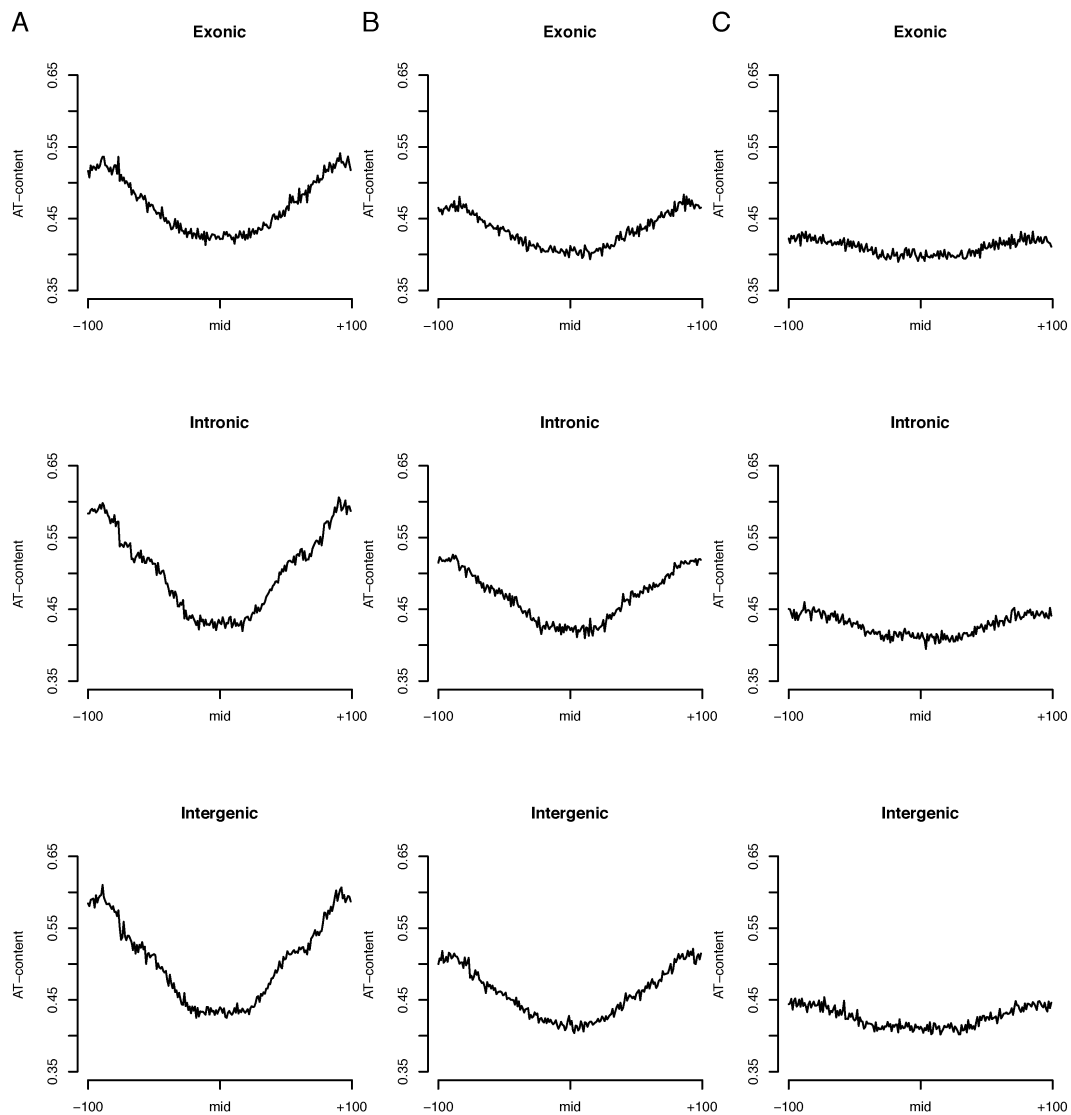 A B C
Exonic Exonic Exonic
AT−content AT−content AT−content
0.65 0.65 0.65
0.55 0.55 0.55
0.45 0.45 0.45
0.35 0.35 0.35
−100 mid +100 −100 mid +100 −100 mid +100
Intronic Intronic Intronic
AT−content AT−content AT−content
0.65 0.65 0.65
0.55 0.55 0.55
0.45 0.45 0.45
0.35 0.35 0.35
−100 mid +100 −100 mid +100 −100 mid +100
Intergenic Intergenic Intergenic
AT−content AT−content AT−content
0.65 0.65 0.65
0.55 0.55 0.55
0.45 0.45 0.45
0.35 0.35 0.35
−100 mid +100 −100 mid +100 −100 mid +100